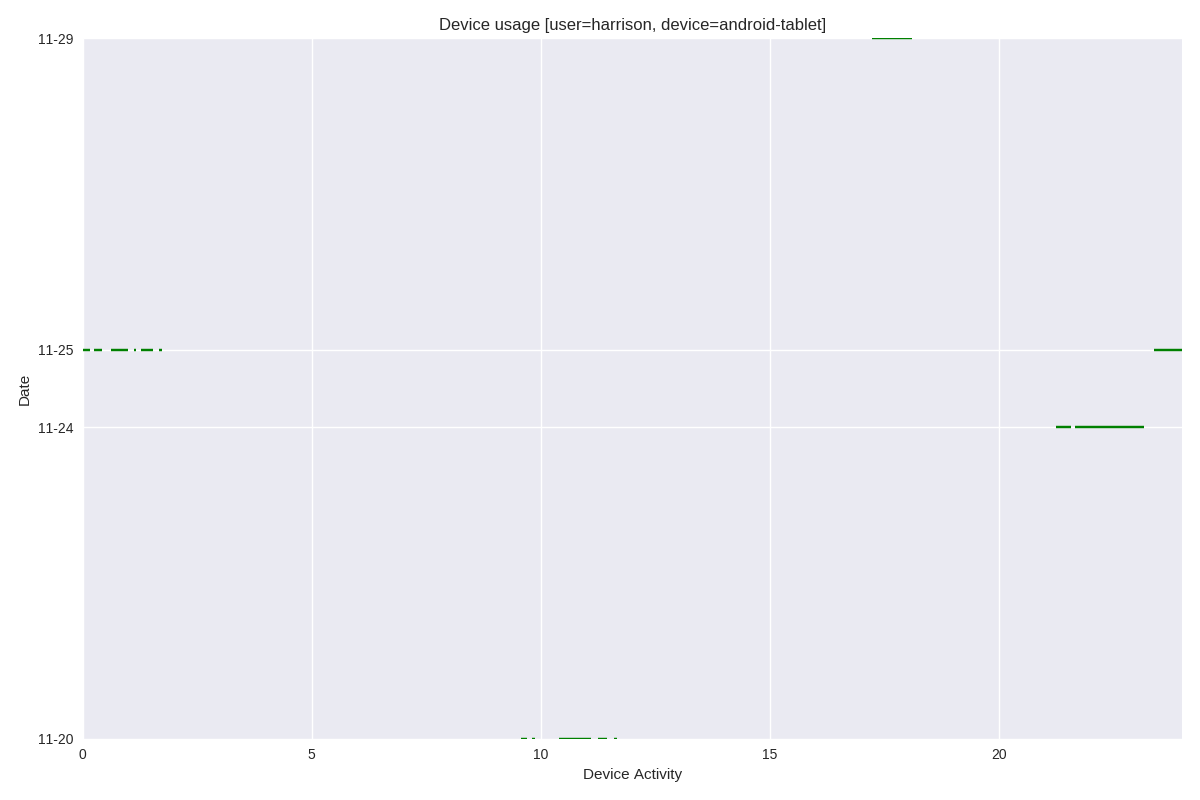 Device usage [user=harrison, device=android-tablet]
11-29
11-25
Date
11-24
11-20
0 5 10 15 20
Device Activity